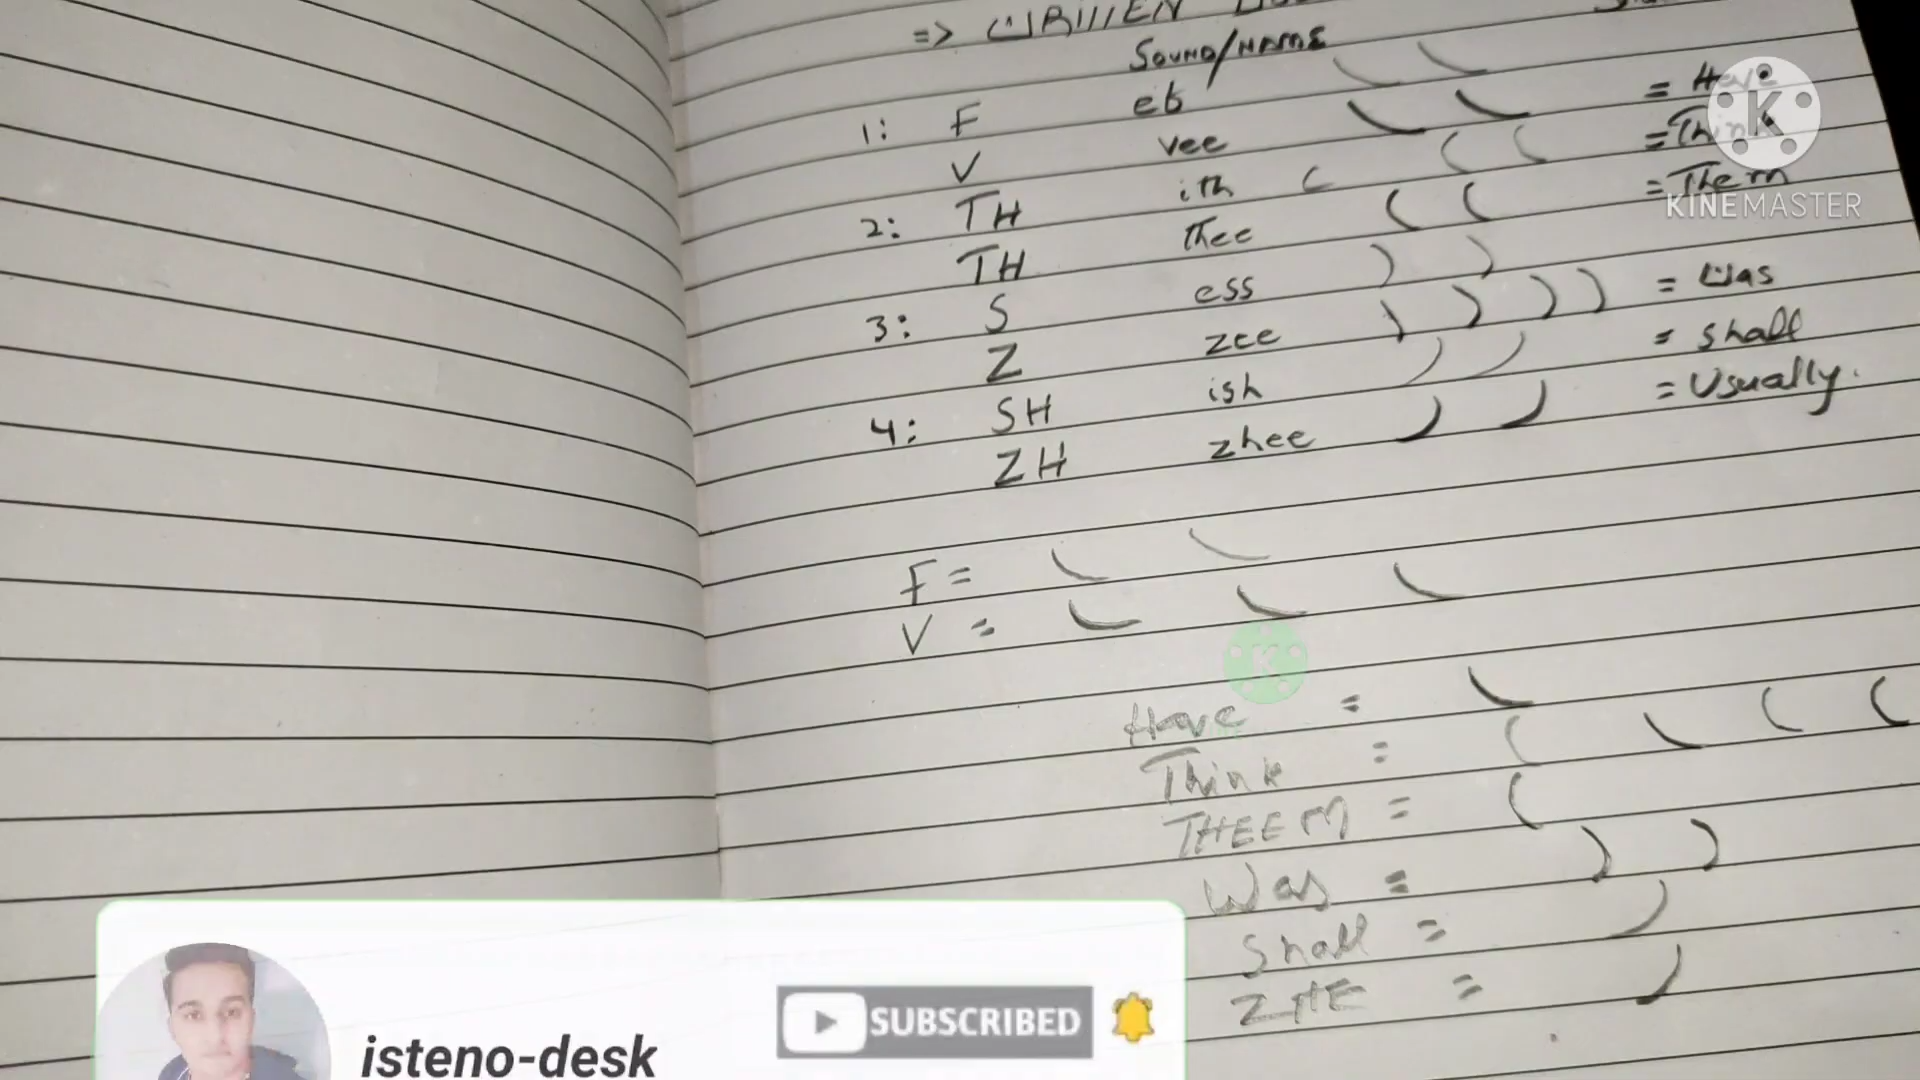 => WRITTEN
SOUND/NAME
1: F ef
V vee = Have
2: TH ith = Think
TH thee = Them
3: S ess
Z zee = Was
4: SH ish = Shall
ZH zhee = Usually.
F =
V =
Have =
Think =
THEEM =
Was =
Shall =
ZHE =
K
KINEMASTER
K
isteno-desk
SUBSCRIBED